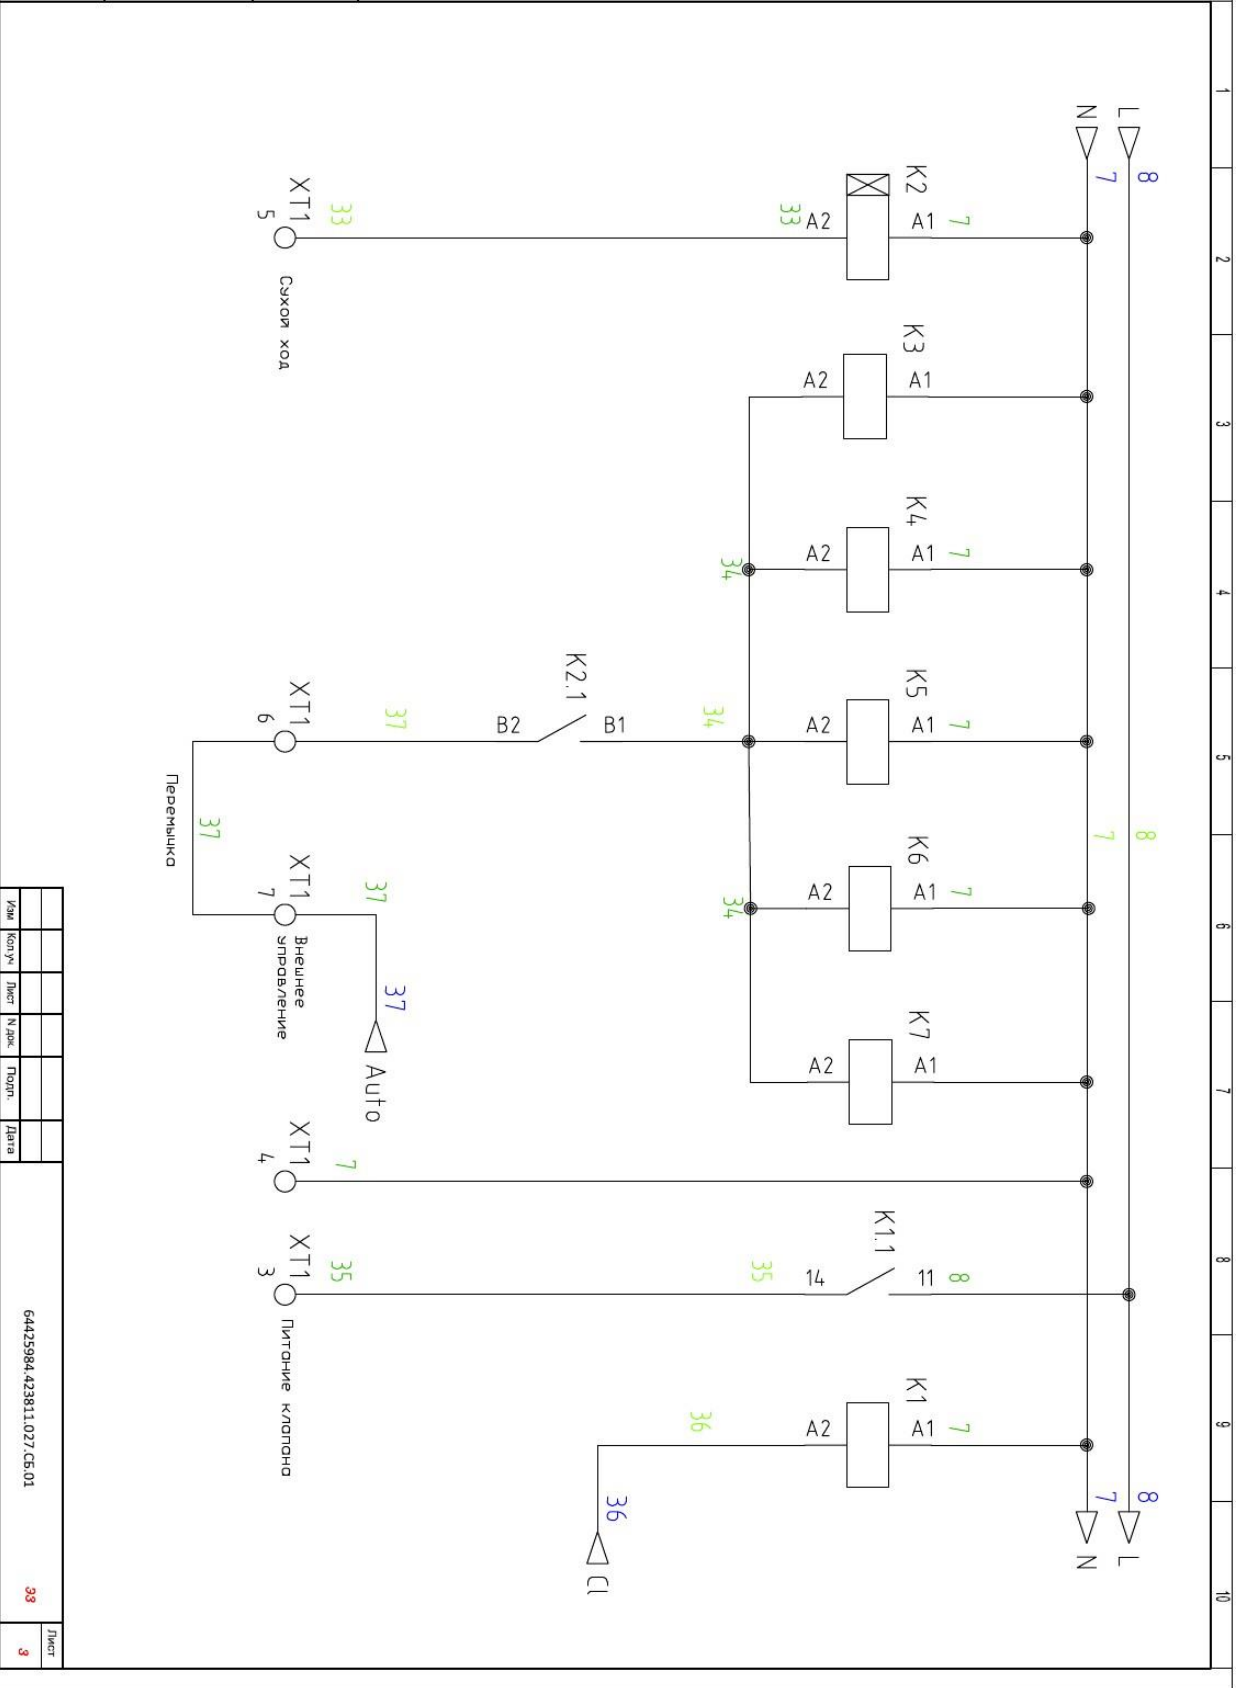 1
2
3
4
5
6
7
8
9
10
L
8
8
8
L
N
7
7
7
N
K2
A1
7
A2
33
33
XT1
5
Сухой ход
K3
A1
A2
K4
A1
7
A2
34
K5
A1
7
A2
34
K2.1
B1
B2
37
XT1
6
37
Перемычка
K6
A1
7
A2
34
XT1
7
37
Внешнее
управление
37
Auto
K7
A1
A2
XT1
4
7
K1.1
11
8
14
35
35
XT1
3
Питание клапана
K1
A1
7
A2
36
36
Cl
Изм
Кол.уч
Лист
N док.
Подп.
Дата
64425984.423811.027.СБ.01
ЭЗ
Лист
3